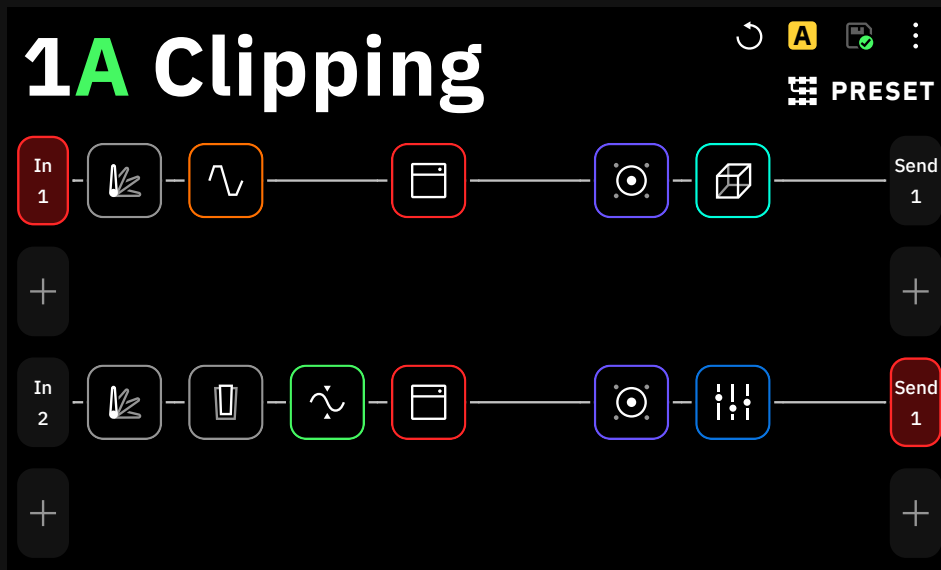 1A Clipping
A
PRESET
In
1
Send
1
In
2
Send
1